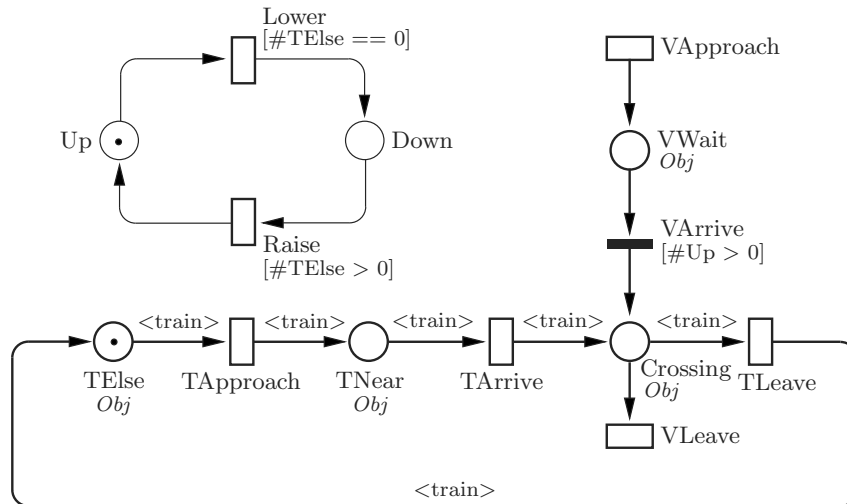 Lower
[#TElse == 0]
VApproach
Up
Down
VWait
Obj
Raise
[#TElse > 0]
VArrive
[#Up > 0]
<train>
<train>
<train>
<train>
<train>
TElse
Obj
TApproach
TNear
Obj
TArrive
Crossing
Obj
TLeave
VLeave
<train>